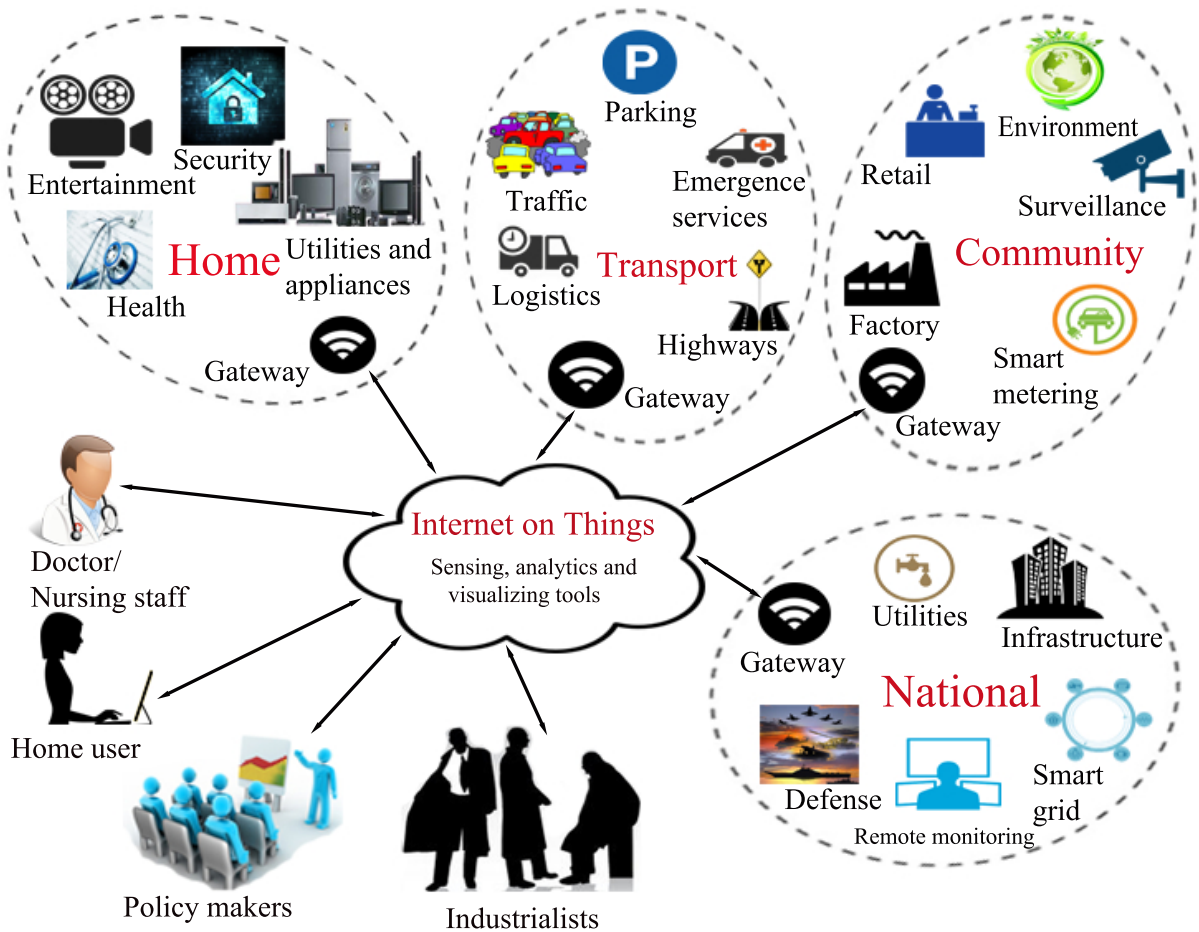 P
Parking
Security
Entertainment
Traffic
Emergence
services
Retail
Environment
Surveillance
Home
Utilities and
appliances
Health
Transport
Logistics
Community
Factory
Highways
Smart
metering
Gateway
Gateway
Gateway
Internet on Things
Sensing, analytics and
visualizing tools
Doctor/
Nursing staff
Utilities
Infrastructure
Gateway
National
Home user
Defense
Smart
grid
Remote monitoring
Policy makers
Industrialists